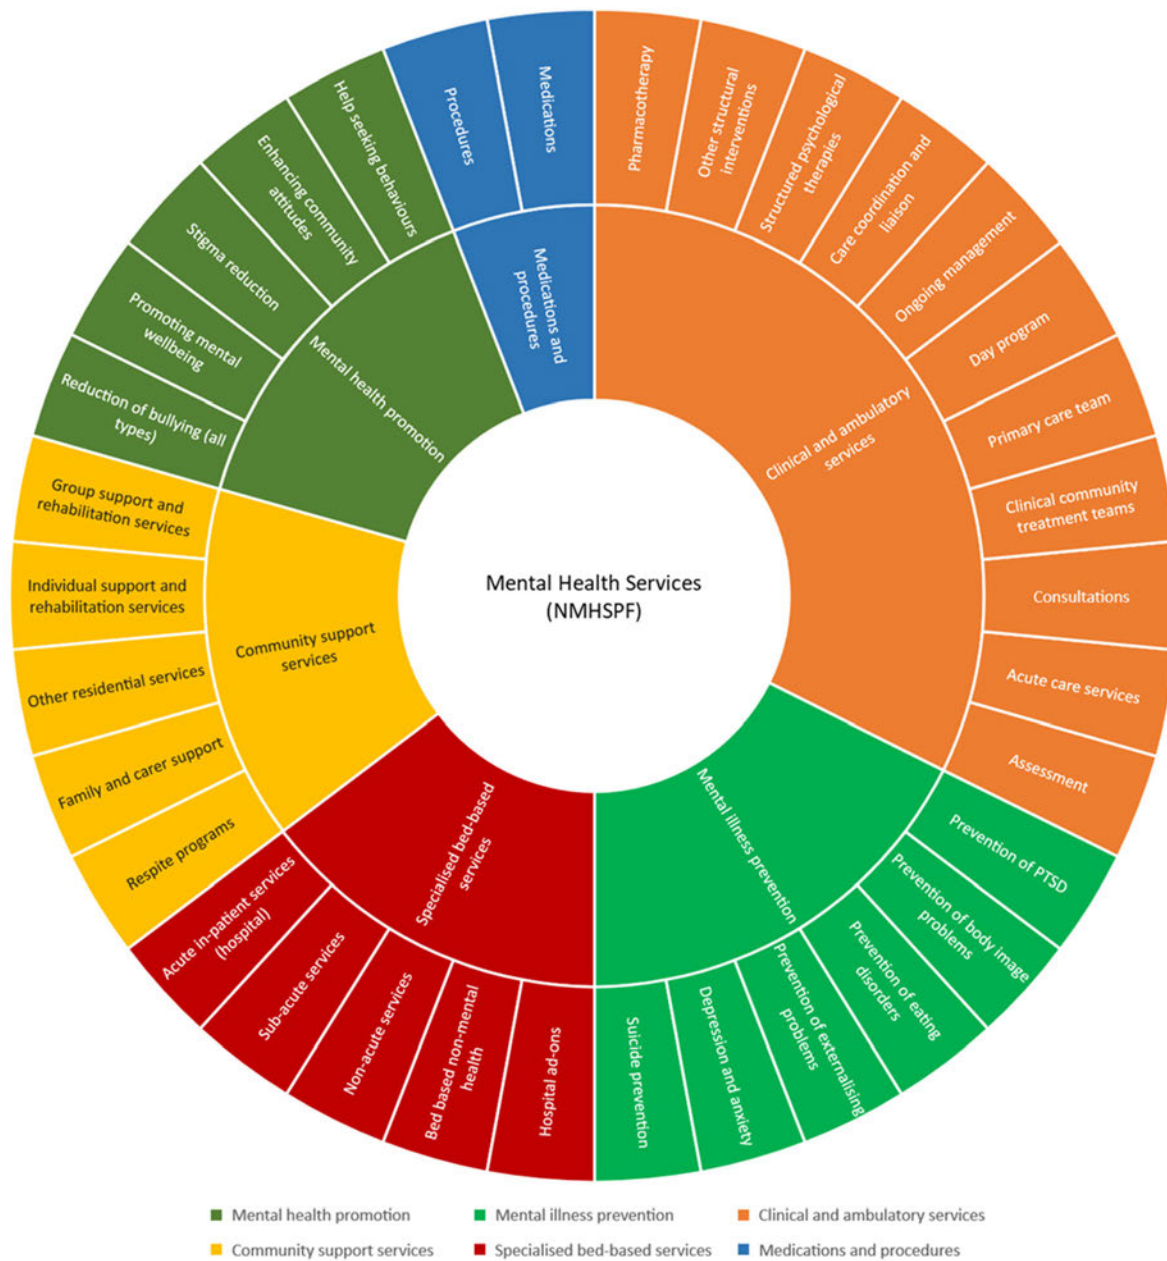 Mental Health Services
(NMHSPF)
Clinical and ambulatory
services
Pharmacotherapy
Other structural
interventions
Structured psychological
therapies
Care coordination and
liaison
Ongoing management
Day program
Primary care team
Clinical community
treatment teams
Consultations
Acute care services
Assessment
Mental illness prevention
Prevention of PTSD
Prevention of body image
problems
Prevention of eating
disorders
Prevention of externalising
problems
Depression and anxiety
Suicide prevention
Specialised bed-based
services
Hospital ad-ons
Bed based non-mental
health
Non-acute services
Sub-acute services
Acute in-patient services
(hospital)
Community support
services
Respite programs
Family and carer support
Other residential services
Individual support and
rehabilitation services
Group support and
rehabilitation services
Mental health promotion
Reduction of bullying (all
types)
Promoting mental
wellbeing
Stigma reduction
Enhancing community
attitudes
Help seeking behaviours
Medications and
procedures
Procedures
Medications
Mental health promotion
Mental illness prevention
Clinical and ambulatory services
Community support services
Specialised bed-based services
Medications and procedures